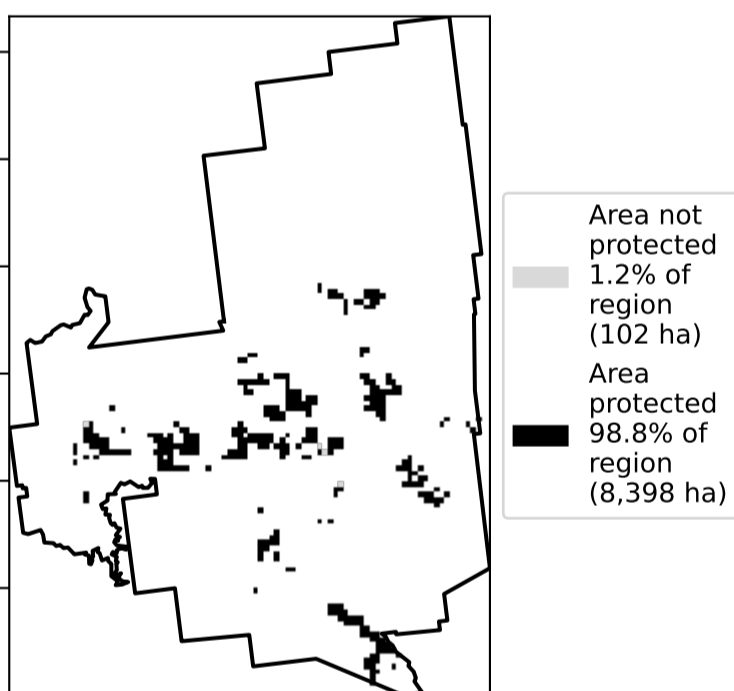 Area not
protected
1.2% of
region
(102 ha)
Area
protected
98.8% of
region
(8,398 ha)